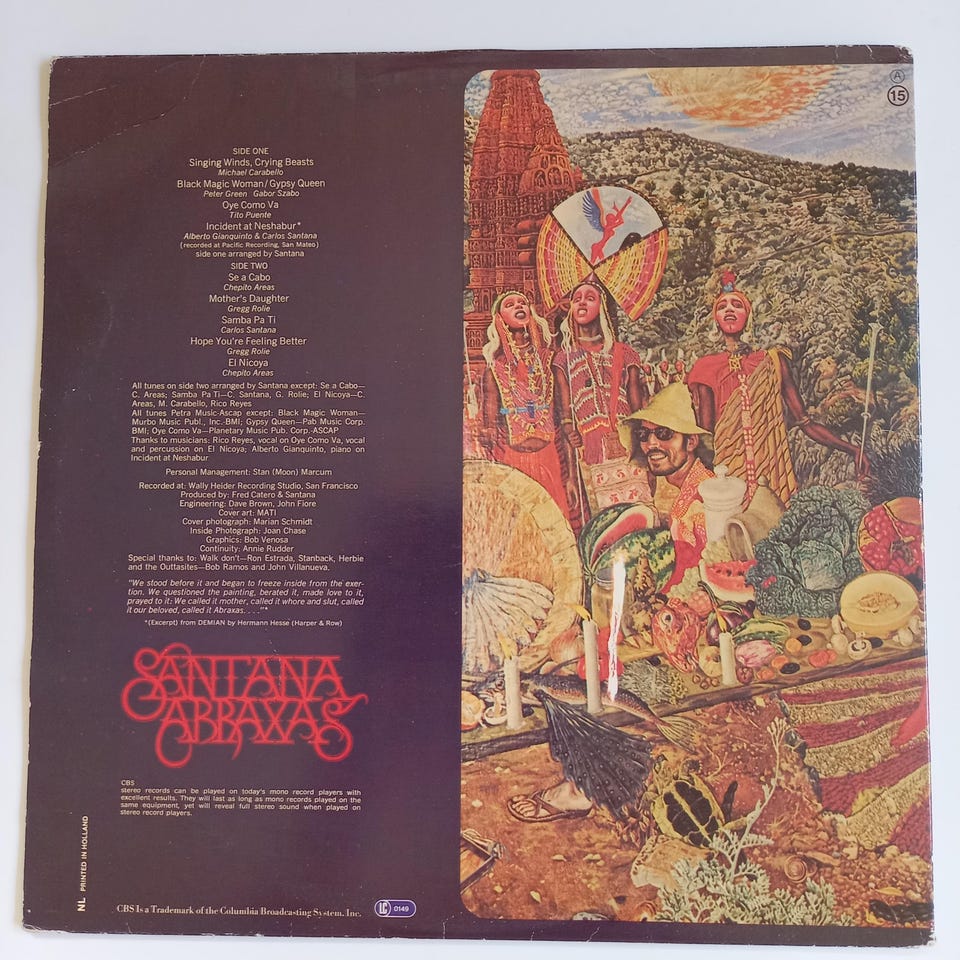 SIDE ONE
Singing Winds, Crying Beasts
Michael Carabello
Black Magic Woman/Gypsy Queen
Peter Green Gabor Szabo
Oye Como Va
Tito Puente
Incident at Neshabur*
Alberto Gianquinto & Carlos Santana
(recorded at Pacific Recording, San Mateo)
side one arranged by Santana
SIDE TWO
Se a Cabo
Chepito Areas
Mother's Daughter
Gregg Rolie
Samba Pa Ti
Carlos Santana
Hope You're Feeling Better
Gregg Rolie
El Nicoya
Chepito Areas
All tunes on side two arranged by Santana except: Se a Cabo—
C. Areas; Samba Pa Ti—C. Santana, G. Rolie; El Nicoya—C.
Areas, M. Carabello, Rico Reyes
All tunes Petra Music-Ascap except: Black Magic Woman—
Murbo Music Publ., Inc.-BMI; Gypsy Queen—Pab Music Corp.
BMI; Oye Como Va—Planetary Music Pub. Corp.-ASCAP
Thanks to musicians: Rico Reyes, vocal on Oye Como Va, vocal
and percussion on El Nicoya; Alberto Gianquinto, piano on
Incident at Neshabur
Personal Management: Stan (Moon) Marcum
Recorded at: Wally Heider Recording Studio, San Francisco
Produced by: Fred Catero & Santana
Engineering: Dave Brown, John Fiore
Cover art: MATI
Cover photograph: Marian Schmidt
Inside Photograph: Joan Chase
Graphics: Bob Venosa
Continuity: Annie Rudder
Special thanks to: Walk don't—Ron Estrada, Stanback, Herbie
and the Outtasites—Bob Ramos and John Villanueva.
"We stood before it and began to freeze inside from the exer-
tion. We questioned the painting, berated it, made love to it,
prayed to it: We called it mother, called it whore and slut, called
it our beloved, called it Abraxas. . . ."*
*(Excerpt) from DEMIAN by Hermann Hesse (Harper & Row)
SANTANA
ABRAXAS
CBS
stereo records can be played on today's mono record players with
excellent results. They will last as long as mono records played on the
same equipment, yet will reveal full stereo sound when played on
stereo record players.
NL PRINTED IN HOLLAND
CBS Is a Trademark of the Columbia Broadcasting System, Inc.
LC 0149
A
15